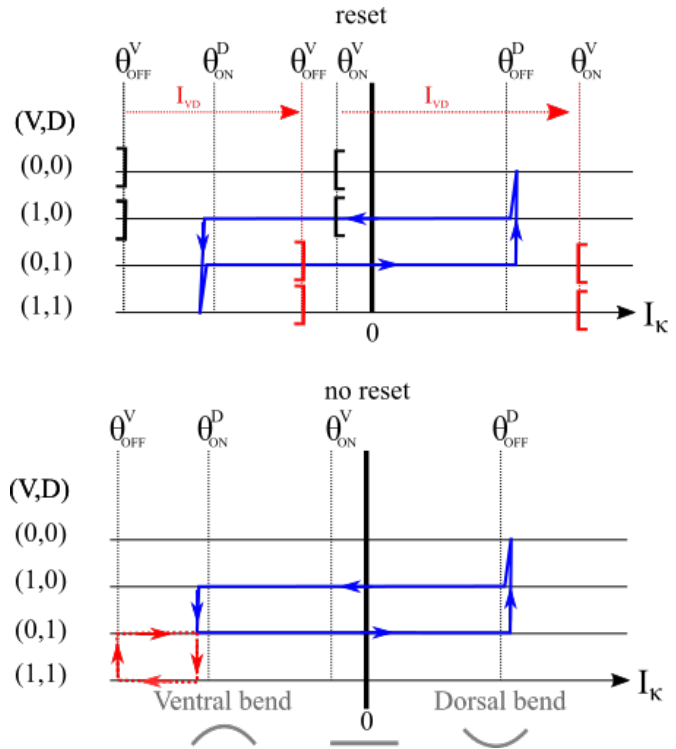 reset
θ^V_OFF θ^D_ON θ^V_OFF θ^V_ON θ^D_OFF θ^V_ON
I_VD I_VD
(V,D)
(0,0)
(1,0)
(0,1)
(1,1)
I_κ
0
no reset
θ^V_OFF θ^D_ON θ^V_ON θ^D_OFF
(V,D)
(0,0)
(1,0)
(0,1)
(1,1)
I_κ
Ventral bend Dorsal bend
0